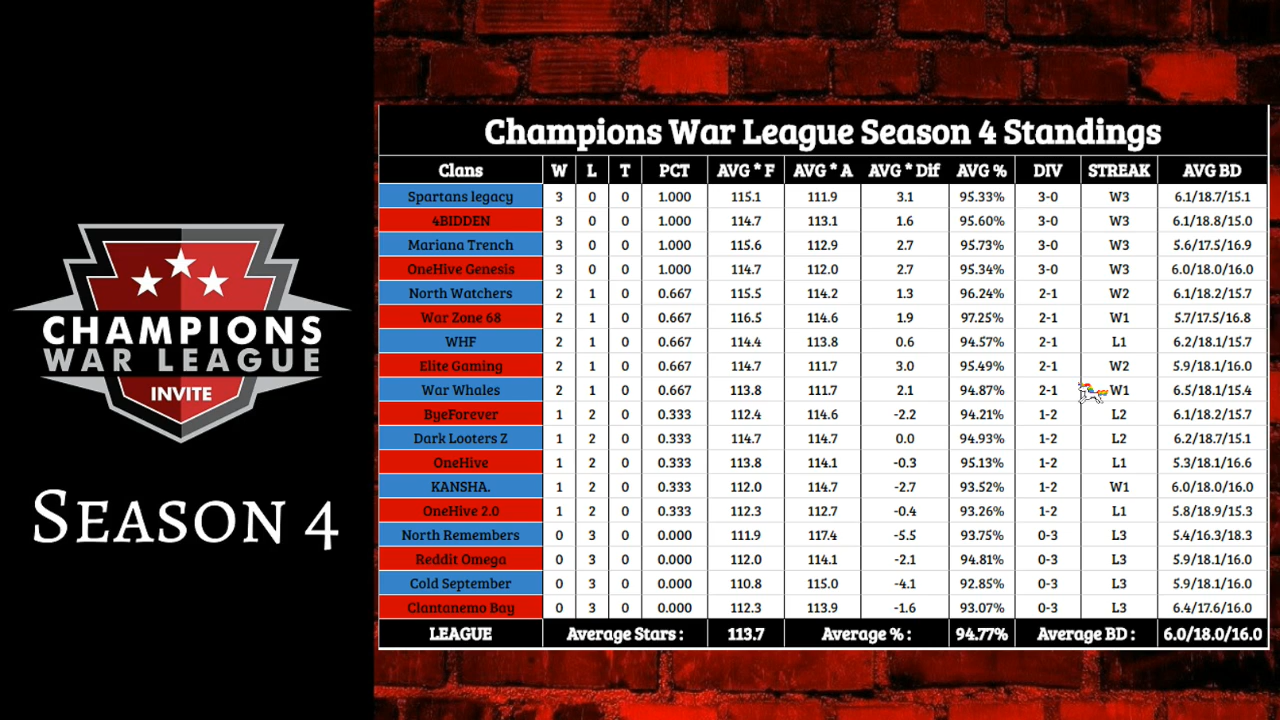 CHAMPIONS
WAR LEAGUE
INVITE
SEASON 4
Champions War League Season 4 Standings
Clans W L T PCT AVG * F AVG * A AVG * Dif AVG % DIV STREAK AVG BD
Spartans legacy 3 0 0 1.000 115.1 111.9 3.1 95.33% 3-0 W3 6.1/18.7/15.1
4BIDDEN 3 0 0 1.000 114.7 113.1 1.6 95.60% 3-0 W3 6.1/18.8/15.0
Mariana Trench 3 0 0 1.000 115.6 112.9 2.7 95.73% 3-0 W3 5.6/17.5/16.9
OneHive Genesis 3 0 0 1.000 114.7 112.0 2.7 95.34% 3-0 W3 6.0/18.0/16.0
North Watchers 2 1 0 0.667 115.5 114.2 1.3 96.24% 2-1 W2 6.1/18.2/15.7
War Zone 68 2 1 0 0.667 116.5 114.6 1.9 97.25% 2-1 W1 5.7/17.5/16.8
WHF 2 1 0 0.667 114.4 113.8 0.6 94.57% 2-1 L1 6.2/18.1/15.7
Elite Gaming 2 1 0 0.667 114.7 111.7 3.0 95.49% 2-1 W2 5.9/18.1/16.0
War Whales 2 1 0 0.667 113.8 111.7 2.1 94.87% 2-1 W1 6.5/18.1/15.4
ByeForever 1 2 0 0.333 112.4 114.6 -2.2 94.21% 1-2 L2 6.1/18.2/15.7
Dark Looters Z 1 2 0 0.333 114.7 114.7 0.0 94.93% 1-2 L2 6.2/18.7/15.1
OneHive 1 2 0 0.333 113.8 114.1 -0.3 95.13% 1-2 L1 5.3/18.1/16.6
KANSHA. 1 2 0 0.333 112.0 114.7 -2.7 93.52% 1-2 W1 6.0/18.0/16.0
OneHive 2.0 1 2 0 0.333 112.3 112.7 -0.4 93.26% 1-2 L1 5.8/18.9/15.3
North Remembers 0 3 0 0.000 111.9 117.4 -5.5 93.75% 0-3 L3 5.4/16.3/18.3
Reddit Omega 0 3 0 0.000 112.0 114.1 -2.1 94.81% 0-3 L3 5.9/18.1/16.0
Cold September 0 3 0 0.000 110.8 115.0 -4.1 92.85% 0-3 L3 5.9/18.1/16.0
Clantanemo Bay 0 3 0 0.000 112.3 113.9 -1.6 93.07% 0-3 L3 6.4/17.6/16.0
LEAGUE Average Stars : 113.7 Average % : 94.77% Average BD : 6.0/18.0/16.0